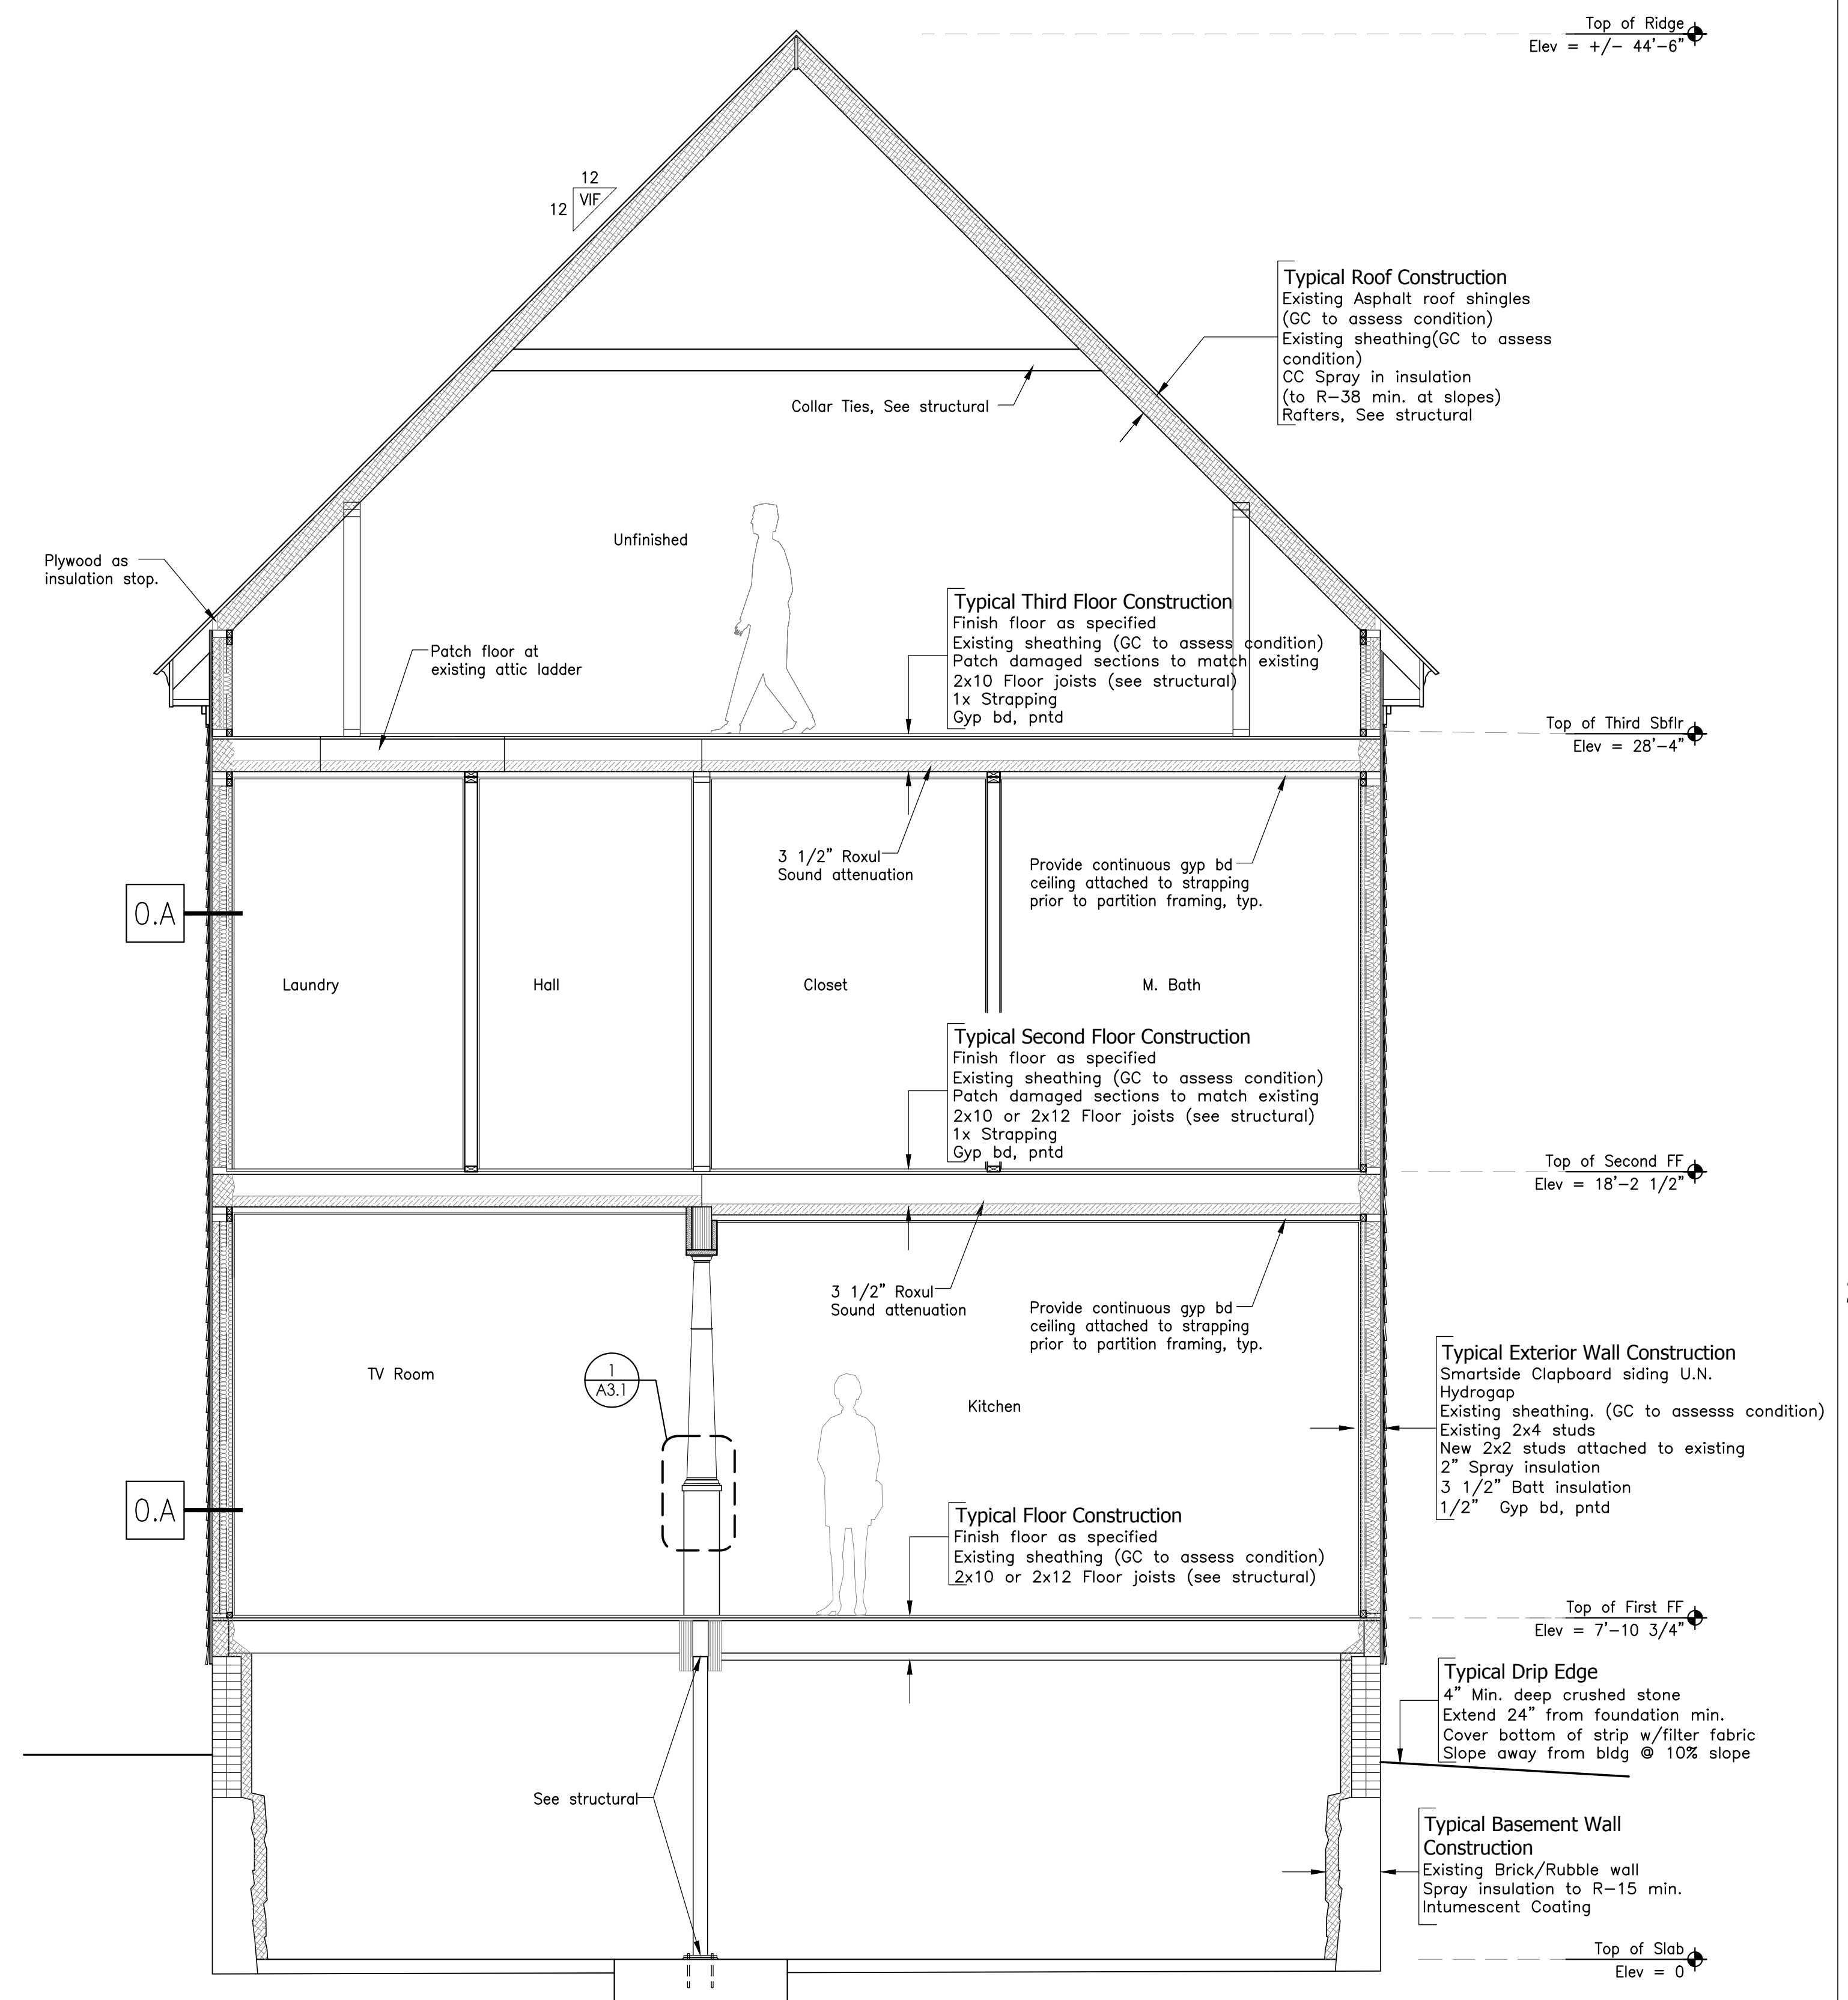 Top of Ridge
Elev = +/- 44'-6"
12
12
VIF
Typical Roof Construction
Existing Asphalt roof shingles
(GC to assess condition)
Existing sheathing(GC to assess
condition)
CC Spray in insulation
(to R-38 min. at slopes)
Rafters, See structural
Collar Ties, See structural
Unfinished
Plywood as
insulation stop.
Patch floor at
existing attic ladder
Typical Third Floor Construction
Finish floor as specified
Existing sheathing (GC to assess condition)
Patch damaged sections to match existing
2x10 Floor joists (see structural)
1x Strapping
Gyp bd, pntd
Top of Third Sbflr
Elev = 28'-4"
3 1/2" Roxul
Sound attenuation
Provide continuous gyp bd
ceiling attached to strapping
prior to partition framing, typ.
0.A
Laundry
Hall
Closet
M. Bath
Typical Second Floor Construction
Finish floor as specified
Existing sheathing (GC to assess condition)
Patch damaged sections to match existing
2x10 or 2x12 Floor joists (see structural)
1x Strapping
Gyp bd, pntd
Top of Second FF
Elev = 18'-2 1/2"
3 1/2" Roxul
Sound attenuation
Provide continuous gyp bd
ceiling attached to strapping
prior to partition framing, typ.
TV Room
1
A3.1
Kitchen
Typical Exterior Wall Construction
Smartside Clapboard siding U.N.
Hydrogap
Existing sheathing. (GC to assesss condition)
Existing 2x4 studs
New 2x2 studs attached to existing
2" Spray insulation
3 1/2" Batt insulation
1/2" Gyp bd, pntd
0.A
Typical Floor Construction
Finish floor as specified
Existing sheathing (GC to assess condition)
2x10 or 2x12 Floor joists (see structural)
Top of First FF
Elev = 7'-10 3/4"
Typical Drip Edge
4" Min. deep crushed stone
Extend 24" from foundation min.
Cover bottom of strip w/filter fabric
Slope away from bldg @ 10% slope
See structural
Typical Basement Wall
Construction
Existing Brick/Rubble wall
Spray insulation to R-15 min.
Intumescent Coating
Top of Slab
Elev = 0